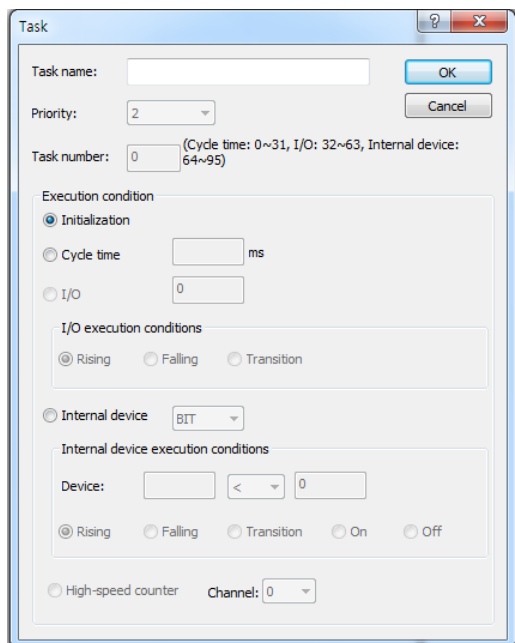 Task
Task name:
OK
Priority: 2
Cancel
Task number: 0 (Cycle time: 0~31, I/O: 32~63, Internal device:
64~95)
Execution condition
Initialization
Cycle time ms
I/O 0
I/O execution conditions
Rising Falling Transition
Internal device BIT
Internal device execution conditions
Device: < 0
Rising Falling Transition On Off
High-speed counter Channel: 0